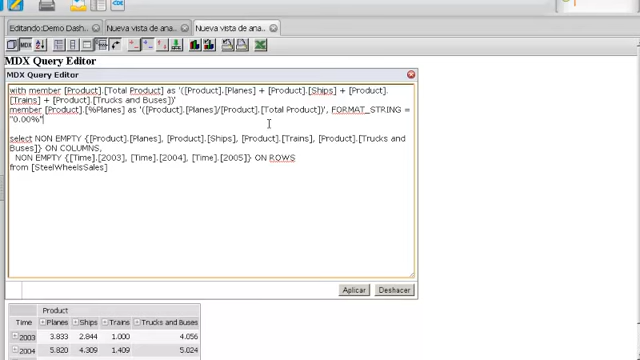 CDE
Editando:Demo Dashb... Nueva vista de ana... Nueva vista de ana...
MDX
MDX Query Editor
MDX Query Editor
with member [Product].[Total Product] as '([Product].[Planes] + [Product].[Ships] + [Product].
[Trains] + [Product].[Trucks and Buses])'
member [Product].[%Planes] as '([Product].[Planes]/[Product].[Total Product])', FORMAT_STRING =
"0.00%"
select NON EMPTY {[Product].[Planes], [Product].[Ships], [Product].[Trains], [Product].[Trucks and
Buses]} ON COLUMNS,
NON EMPTY {[Time].[2003], [Time].[2004], [Time].[2005]} ON ROWS
from [SteelWheelsSales]
Aplicar Deshacer
Product
Time Planes Ships Trains Trucks and Buses
2003 3.833 2.844 1.000 4.056
2004 5.820 4.309 1.409 5.024